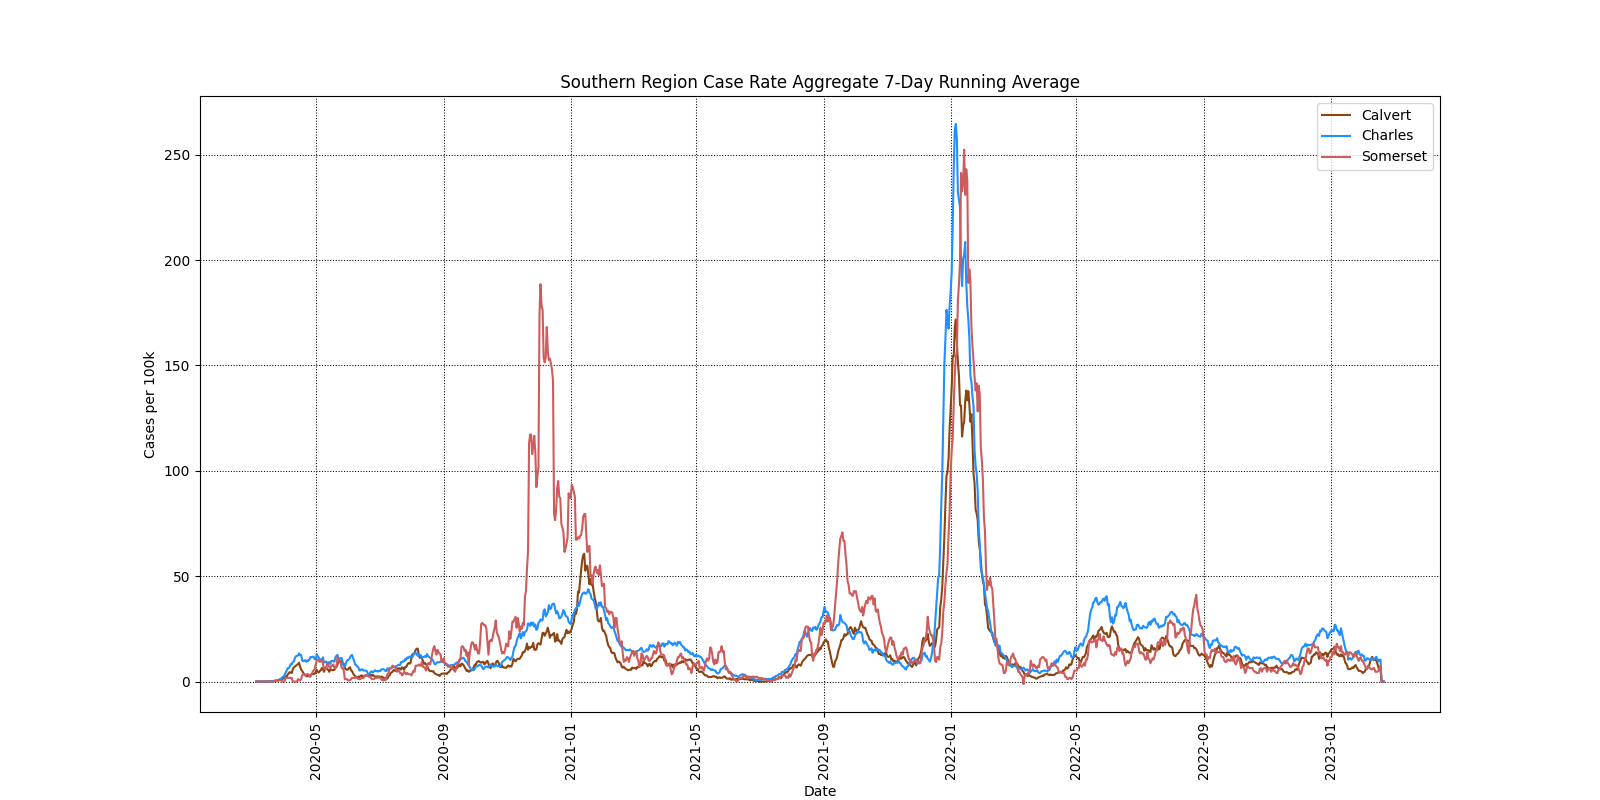 Southern Region Case Rate Aggregate 7-Day Running Average
Calvert
Charles
Somerset
Cases per 100k
250
200
150
100
50
0
2020-05
2020-09
2021-01
2021-05
2021-09
2022-01
2022-05
2022-09
2023-01
Date